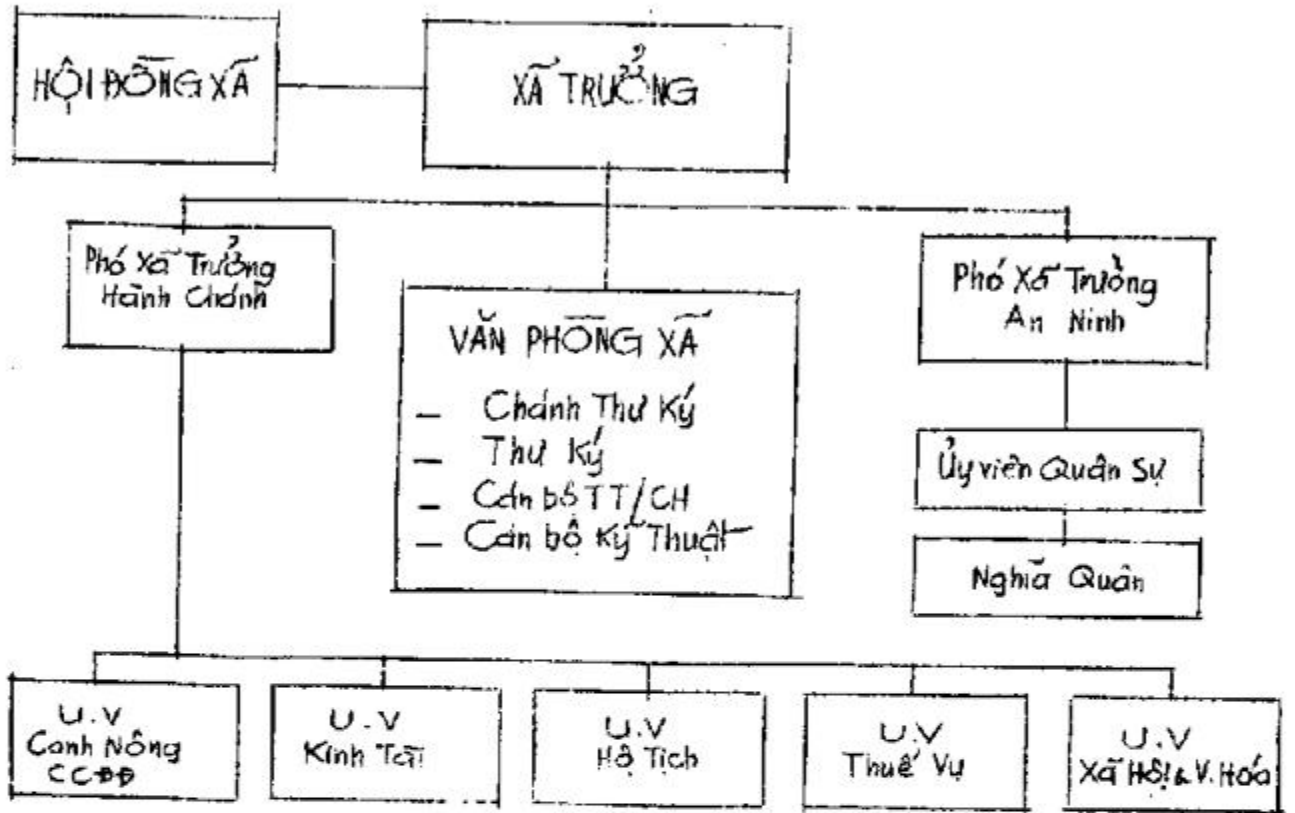 HỘI ĐỒNG XÃ
XÃ TRƯỞNG
Phó Xã Trưởng
Hành Chánh
VĂN PHÒNG XÃ
— Chánh Thư Ký
— Thư Ký
— Cán bộ TT/CH
— Cán bộ Kỹ Thuật
Phó Xã Trưởng
An Ninh
Ủy viên Quân Sự
Nghĩa Quân
U.V
Canh Nông
CCĐĐ
U.V
Kinh Tài
U.V
Hộ Tịch
U.V
Thuế Vụ
U.V
Xã Hội & V. Hóa